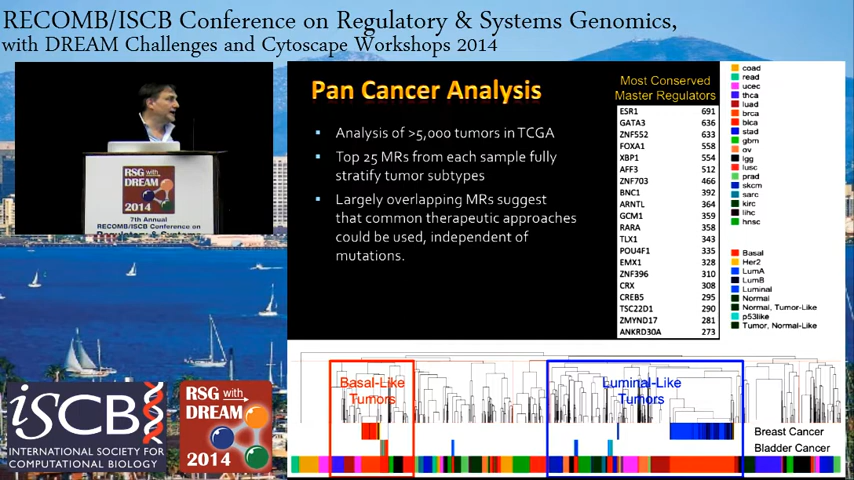 RECOMB/ISCB Conference on Regulatory & Systems Genomics,
with DREAM Challenges and Cytoscape Workshops 2014
RSG with
DREAM
2014
7th Annual
RECOMB/ISCB Conference on
Pan Cancer Analysis
Analysis of >5,000 tumors in TCGA
Top 25 MRs from each sample fully
stratify tumor subtypes
Largely overlapping MRs suggest
that common therapeutic approaches
could be used, independent of
mutations.
Most Conserved
Master Regulators
ESR1 691
GATA3 636
ZNF552 633
FOXA1 558
XBP1 554
AFF3 512
ZNF703 466
BNC1 392
ARNTL 364
GCM1 359
RARA 358
TLX1 343
POU4F1 335
EMX1 328
ZNF396 310
CRX 308
CREB5 295
TSC22D1 290
ZMYND17 281
ANKRD30A 273
coad
read
ucec
thca
luad
brca
blca
stad
gbm
ov
lgg
lusc
prad
skcm
sarc
kirc
lihc
hnsc
Basal
Her2
LumA
LumB
Luminal
Normal
Normal, Tumor-Like
p53like
Tumor, Normal-Like
Basal-Like
Tumors
Luminal-Like
Tumors
Breast Cancer
Bladder Cancer
iSCB
INTERNATIONAL SOCIETY FOR
COMPUTATIONAL BIOLOGY
RSG with
DREAM
2014